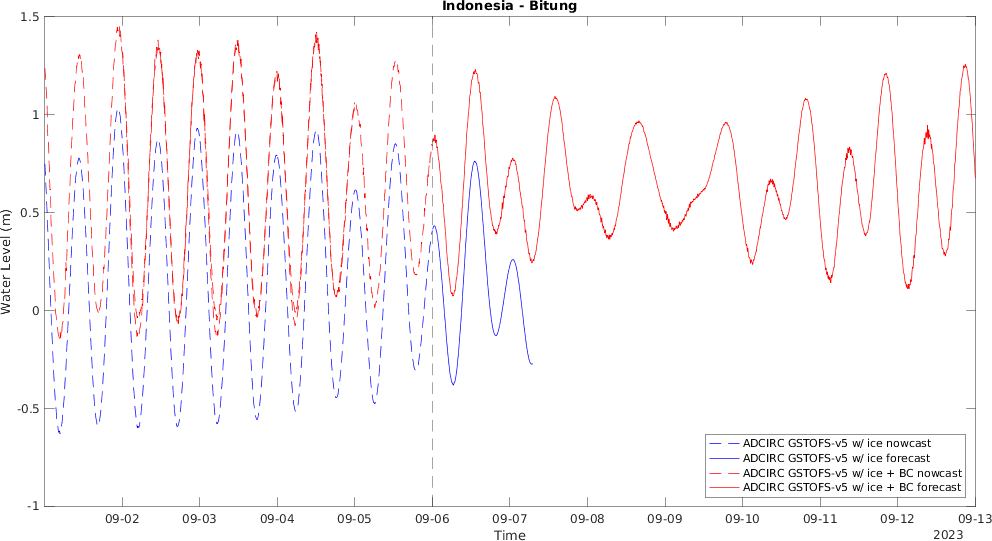 Indonesia - Bitung
1.5
1
0.5
0
-0.5
-1
Water Level (m)
09-02 09-03 09-04 09-05 09-06 09-07 09-08 09-09 09-10 09-11 09-12 09-13
Time
2023
ADCIRC GSTOFS-v5 w/ ice nowcast
ADCIRC GSTOFS-v5 w/ ice forecast
ADCIRC GSTOFS-v5 w/ ice + BC nowcast
ADCIRC GSTOFS-v5 w/ ice + BC forecast